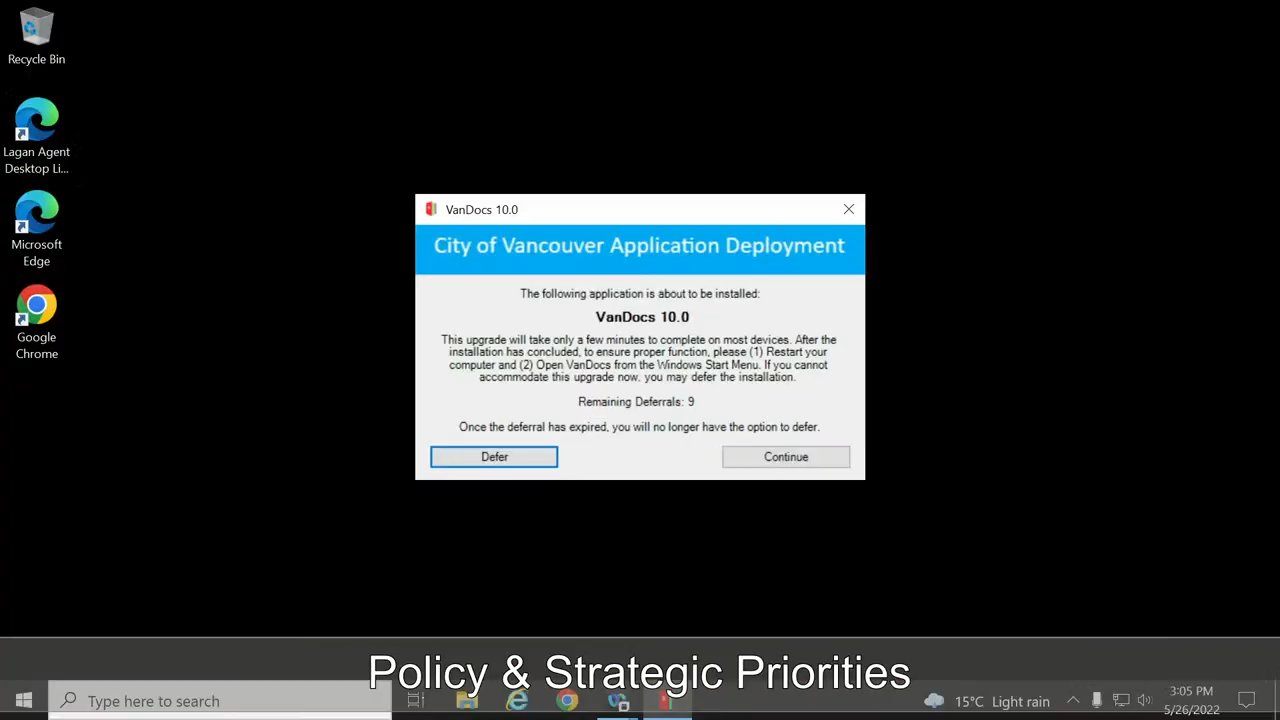 Recycle Bin
Lagan Agent
Desktop Li...
Microsoft
Edge
Google
Chrome
VanDocs 10.0
City of Vancouver Application Deployment
The following application is about to be installed:
VanDocs 10.0
This upgrade will take only a few minutes to complete on most devices. After the
installation has concluded, to ensure proper function, please (1) Restart your
computer and (2) Open VanDocs from the Windows Start Menu. If you cannot
accommodate this upgrade now, you may defer the installation.
Remaining Deferrals: 9
Once the deferral has expired, you will no longer have the option to defer.
Defer
Continue
Policy & Strategic Priorities
Type here to search
15°C Light rain
3:05 PM
5/26/2022